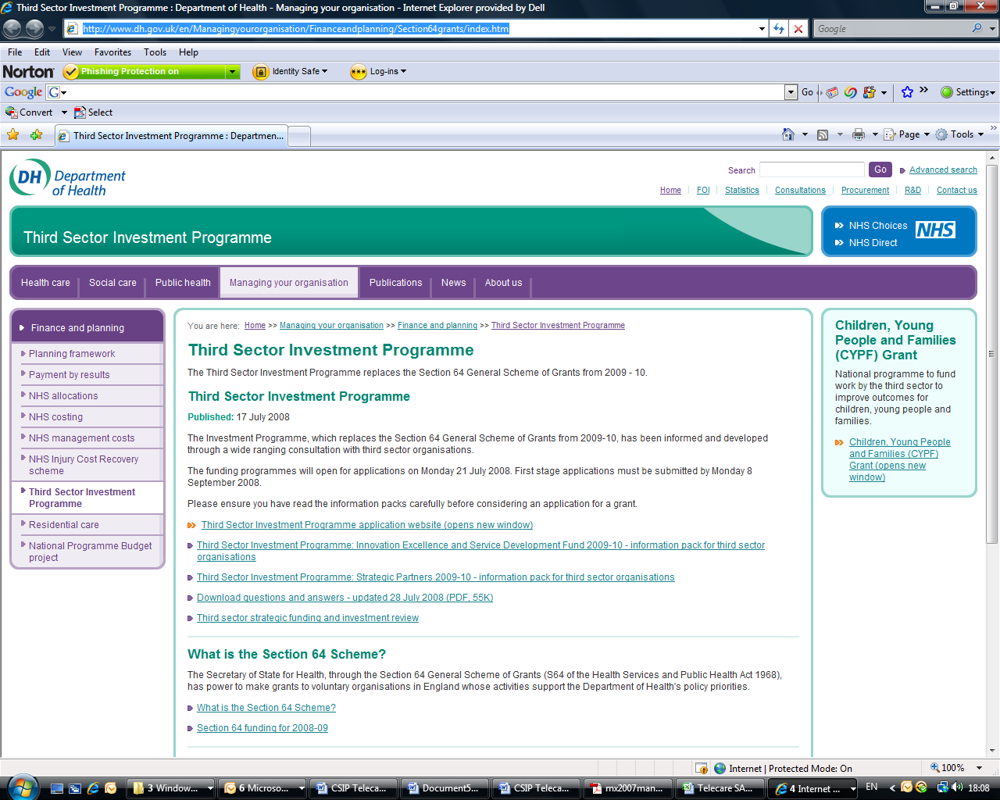 Third Sector Investment Programme : Department of Health - Managing your organisation - Internet Explorer provided by Dell
http://www.dh.gov.uk/en/Managingyourorganisation/Financeandplanning/Section64grants/index.htm
Google
File Edit View Favorites Tools Help
Norton Phishing Protection on Identity Safe Log-ins
Google G Go Settings
Convert Select
Third Sector Investment Programme : Departmen...
Page Tools
DH Department of Health
Search Go Advanced search
Home FOI Statistics Consultations Procurement R&D Contact us
Third Sector Investment Programme
NHS Choices NHS
NHS Direct
Health care Social care Public health Managing your organisation Publications News About us
Finance and planning
Planning framework
Payment by results
NHS allocations
NHS costing
NHS management costs
NHS Injury Cost Recovery
scheme
Third Sector Investment
Programme
Residential care
National Programme Budget
project
You are here: Home >> Managing your organisation >> Finance and planning >> Third Sector Investment Programme
Third Sector Investment Programme
The Third Sector Investment Programme replaces the Section 64 General Scheme of Grants from 2009 - 10.
Third Sector Investment Programme
Published: 17 July 2008
The Investment Programme, which replaces the Section 64 General Scheme of Grants from 2009-10, has been informed and developed
through a wide ranging consultation with third sector organisations.
The funding programmes will open for applications on Monday 21 July 2008. First stage applications must be submitted by Monday 8
September 2008.
Please ensure you have read the information packs carefully before considering an application for a grant.
Third Sector Investment Programme application website (opens new window)
Third Sector Investment Programme: Innovation Excellence and Service Development Fund 2009-10 - information pack for third sector
organisations
Third Sector Investment Programme: Strategic Partners 2009-10 - information pack for third sector organisations
Download questions and answers - updated 28 July 2008 (PDF, 55K)
Third sector strategic funding and investment review
What is the Section 64 Scheme?
The Secretary of State for Health, through the Section 64 General Scheme of Grants (S64 of the Health Services and Public Health Act 1968),
has power to make grants to voluntary organisations in England whose activities support the Department of Health's policy priorities.
What is the Section 64 Scheme?
Section 64 funding for 2008-09
Children, Young
People and Families
(CYPF) Grant
National programme to fund
work by the third sector to
improve outcomes for
children, young people and
families.
Children, Young People
and Families (CYPF)
Grant (opens new
window)
Internet | Protected Mode: On 100%
3 Window... 6 Microso... CSIP Teleca... Document5... CSIP Teleca... mx2007man... Telecare SA... 4 Internet ... EN 18:08